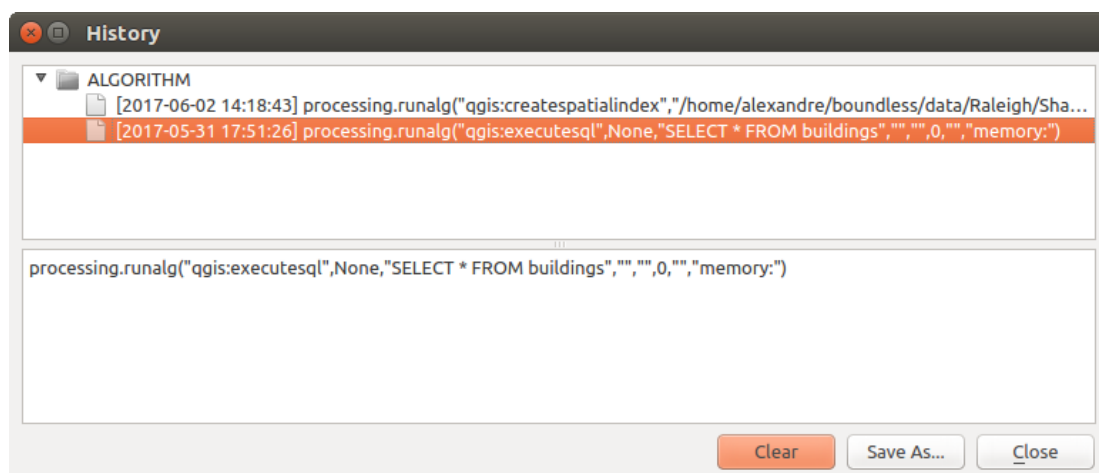 History
ALGORITHM
[2017-06-02 14:18:43] processing.runalg("qgis:createspatialindex","/home/alexandre/boundless/data/Raleigh/Sha...
[2017-05-31 17:51:26] processing.runalg("qgis:executesql",None,"SELECT * FROM buildings","","",0,"","memory:")
processing.runalg("qgis:executesql",None,"SELECT * FROM buildings","","",0,"","memory:")
Clear Save As... Close